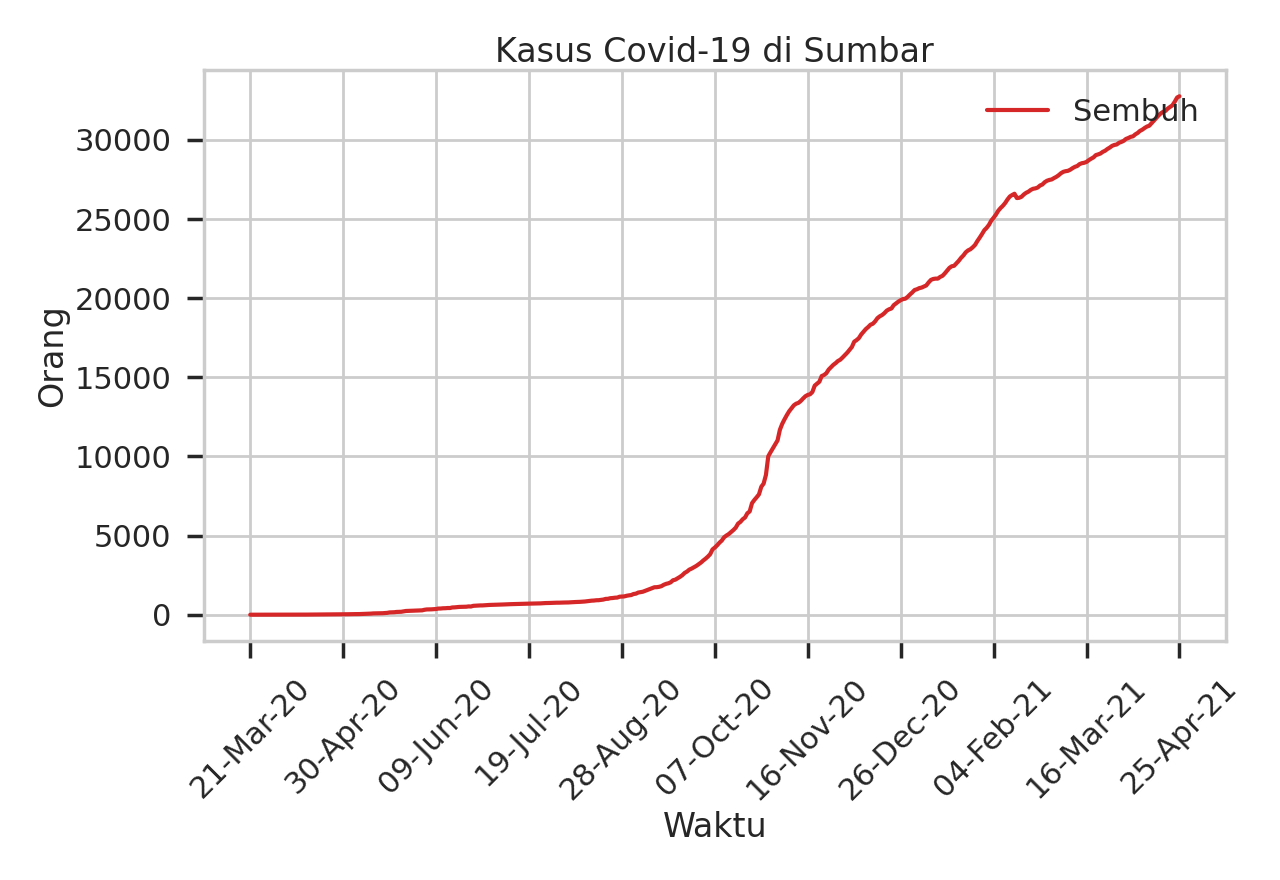 Kasus Covid-19 di Sumbar
Sembuh
30000
25000
20000
15000
10000
5000
0
Orang
21-Mar-20
30-Apr-20
09-Jun-20
19-Jul-20
28-Aug-20
07-Oct-20
16-Nov-20
26-Dec-20
04-Feb-21
16-Mar-21
25-Apr-21
Waktu